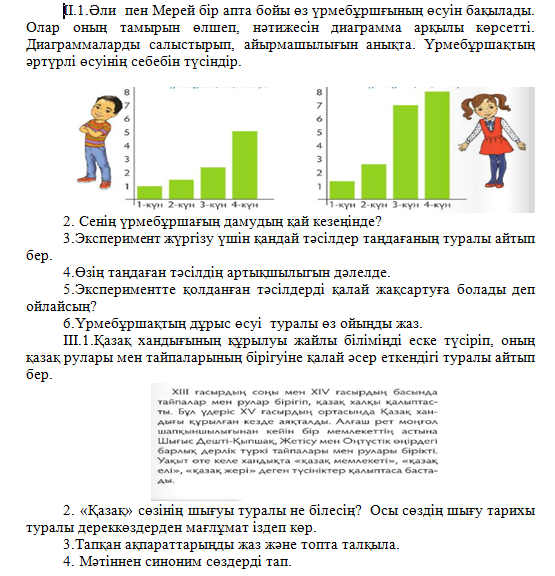 II.1.Әли пен Мерей бір апта бойы өз үрмебұршғының өсуін бақылады.
Олар оның тамырын өлшеп, нәтижесін диаграмма арқылы көрсетті.
Диаграммаларды салыстырып, айырмашылығын анықта. Үрмебұршақтың
әртүрлі өсуінің себебін түсіндір.
8
7
6
5
4
3
2
1
1-күн 2-күн 3-күн 4-күн
8
7
6
5
4
3
2
1
1-күн 2-күн 3-күн 4-күн
2. Сенің үрмебұршағың дамудың қай кезеңінде?
3.Эксперимент жүргізу үшін қандай тәсілдер таңдағаның туралы айтып
бер.
4.Өзің таңдаған тәсілдің артықшылыгын дәлелде.
5.Экспериментте қолданған тәсілдерді қалай жақсартуға болады деп
ойлайсың?
6.Үрмебұршақтың дұрыс өсуі туралы өз ойыңды жаз.
III.1.Қазақ хандығының құрылуы жайлы біліміңді еске түсіріп, оның
қазақ рулары мен тайпаларының бірігуіне қалай әсер еткендігі туралы айтып
бер.
XIII ғасырдың соңы мен XIV ғасырдың басында
тайпалар мен рулар бірігіп, қазақ халқы қалыптас-
ты. Бұл үдеріс XV ғасырдың ортасында Қазақ хан-
дығы құрылған кезде аяқталды. Алғаш рет моңғол
шапқыншылығынан кейін бір мемлекеттің астына
Шығыс Дешті-Қыпшақ, Жетісу мен Оңтүстік өңірдегі
барлық дерлік түркі тайпалары мен рулары бірікті.
Уақыт өте келе хандықта «қазақ мемлекеті», «қазақ
елі», «қазақ жері» деген түсініктер қалыптаса баста-
ды.
2. «Қазақ» сөзінің шығуы туралы не білесің? Осы сөздің шығу тарихы
туралы дереккөздерден мағлұмат іздеп көр.
3.Тапқан ақпараттарыңды жаз және топта талқыла.
4. Мәтіннен синоним сөздерді тап.